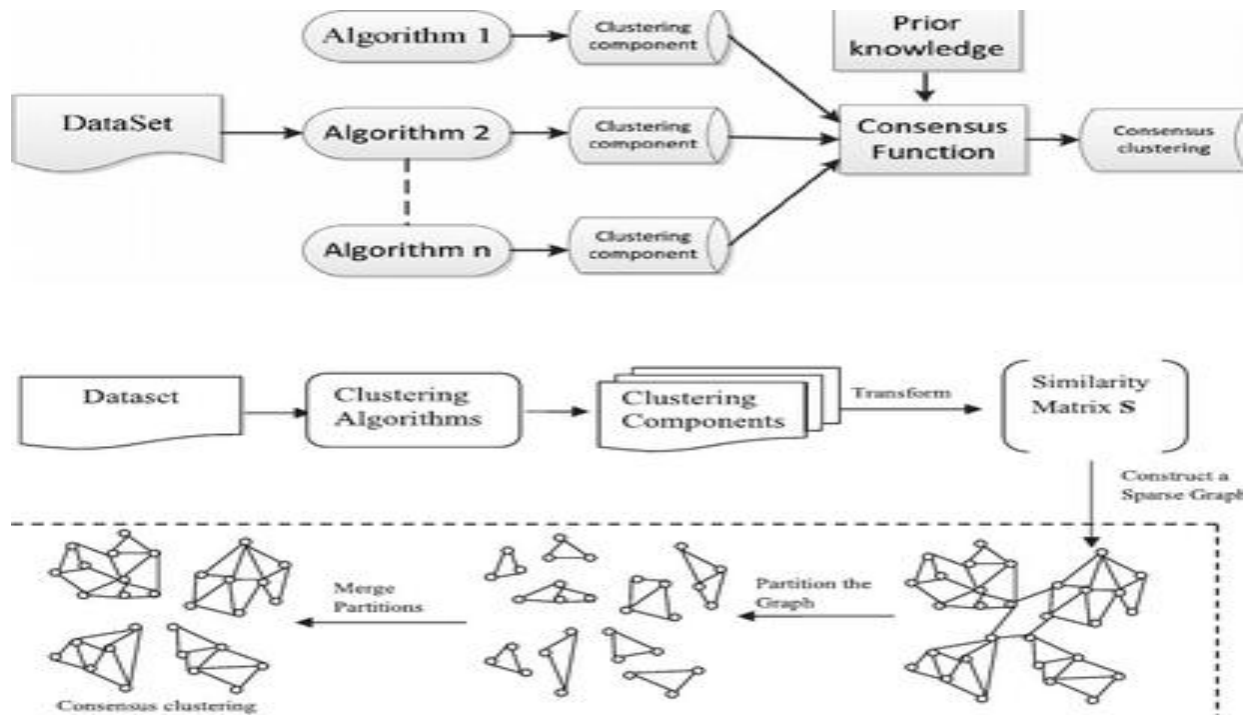 Algorithm 1
Clustering
component
Prior
knowledge
DataSet
Algorithm 2
Clustering
component
Consensus
Function
Consensus
clustering
Algorithm n
Clustering
component
Dataset
Clustering
Algorithms
Clustering
Components
Transform
Similarity
Matrix S
Construct a
Sparse Graph
Merge
Partitions
Partition the
Graph
Consensus clustering